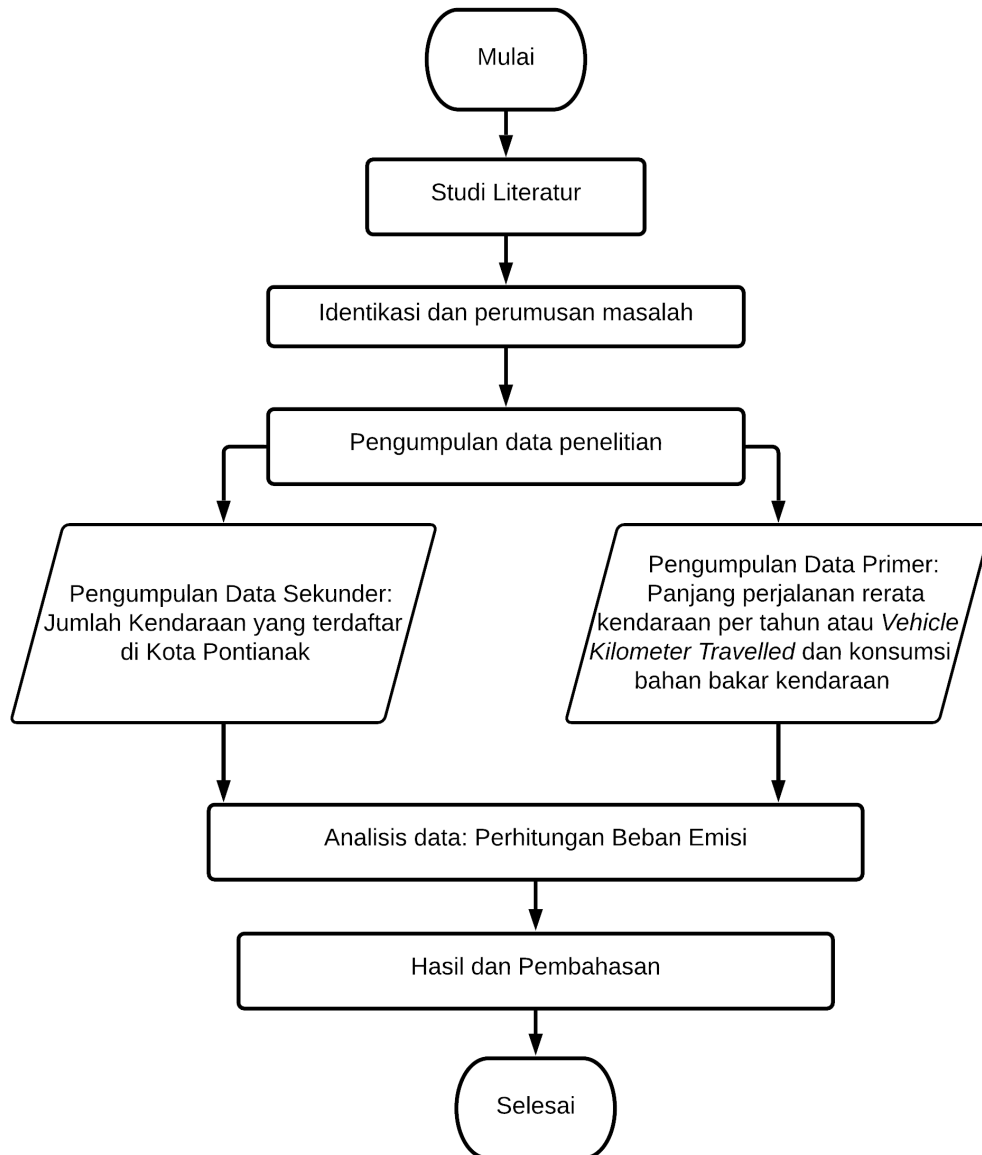 Mulai
Studi Literatur
Identikasi dan perumusan masalah
Pengumpulan data penelitian
Pengumpulan Data Sekunder:
Jumlah Kendaraan yang terdaftar
di Kota Pontianak
Pengumpulan Data Primer:
Panjang perjalanan rerata
kendaraan per tahun atau Vehicle
Kilometer Travelled dan konsumsi
bahan bakar kendaraan
Analisis data: Perhitungan Beban Emisi
Hasil dan Pembahasan
Selesai